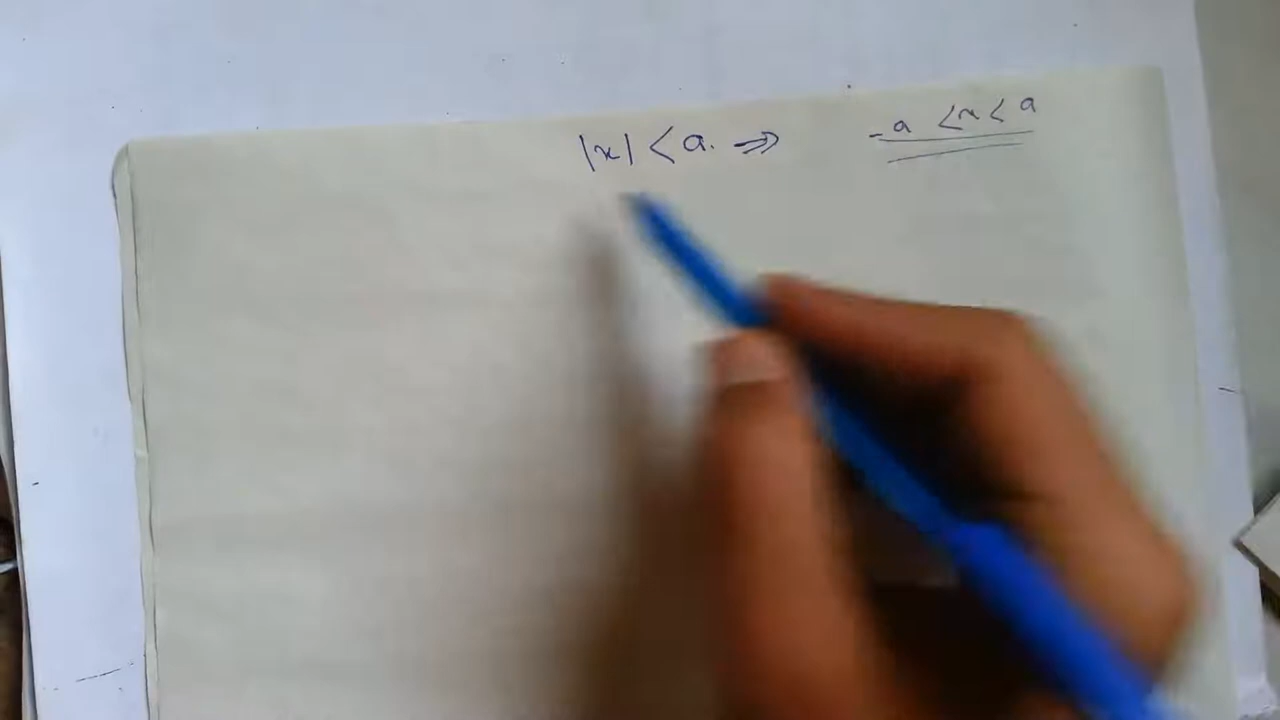 |x| < a. ⇒ -a < x < a